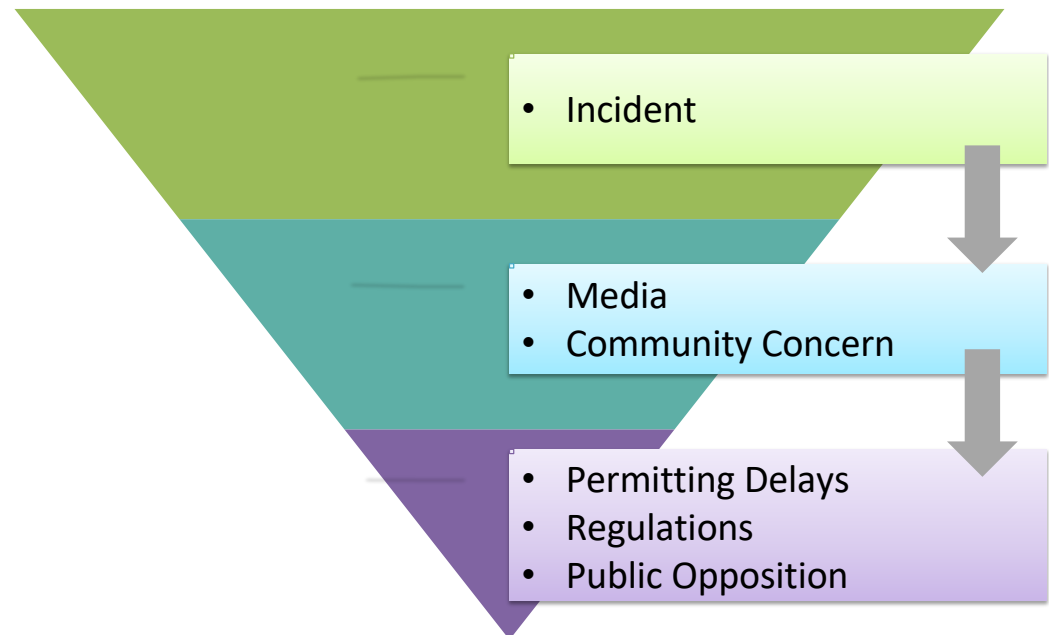 • Incident
• Media
• Community Concern
• Permitting Delays
• Regulations
• Public Opposition